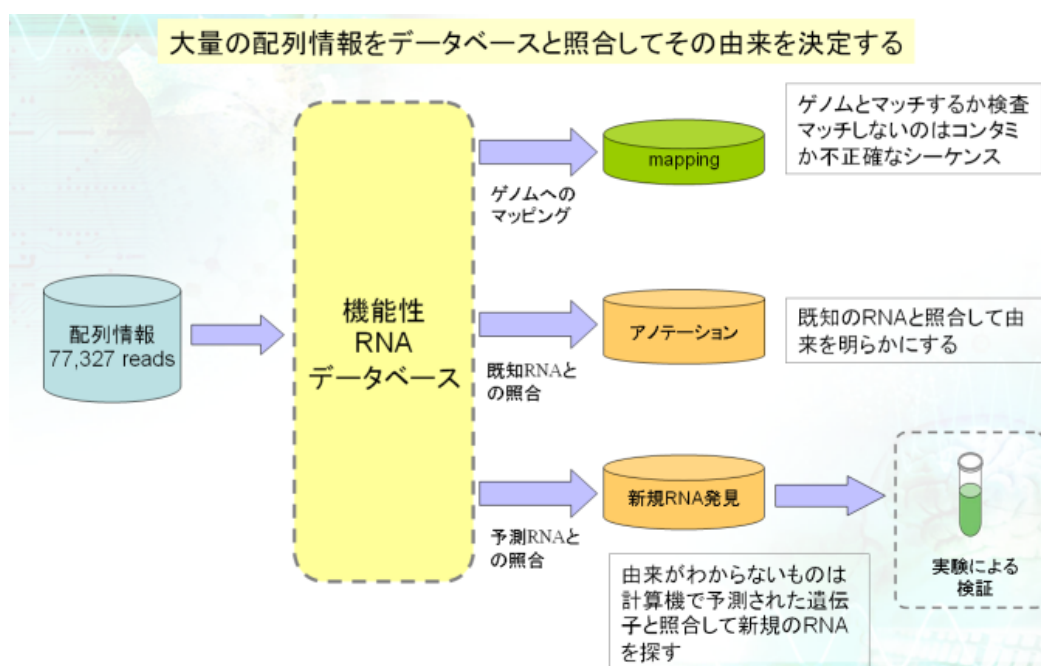 大量の配列情報をデータベースと照合してその由来を決定する
ゲノムとマッチするか検査
マッチしないのはコンタミ
か不正確なシーケンス
mapping
ゲノムへの
マッピング
配列情報
77,327 reads
機能性
RNA
データベース
アノテーション
既知のRNAと照合して由
来を明らかにする
既知RNAと
の照合
新規RNA発見
予測RNAと
の照合
実験による
検証
由来がわからないものは
計算機で予測された遺伝
子と照合して新規のRNA
を探す